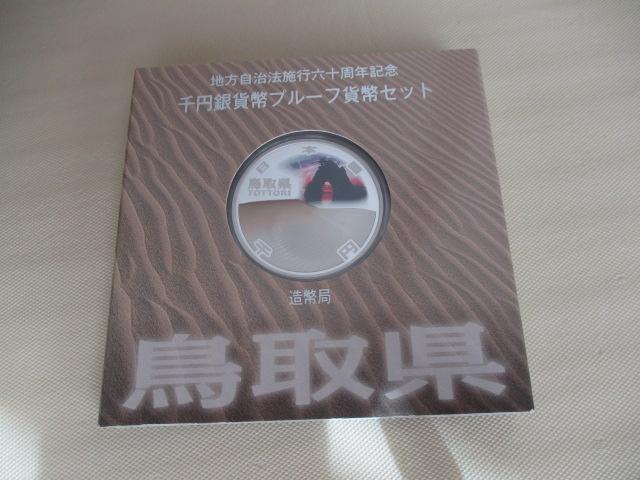 地方自治法施行六十周年記念
千円銀貨幣プルーフ貨幣セット
日本国
鳥取県
TOTTORI
千円
造幣局
鳥取県